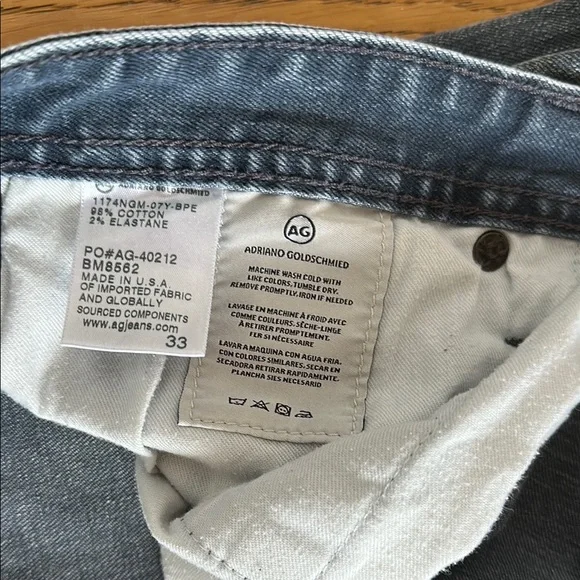 ADRIANO GOLDSCHMIED
1174NGM-07Y-BPE
98% COTTON
2% ELASTANE
PO#AG-40212
BM8562
MADE IN U.S.A.
OF IMPORTED FABRIC
AND GLOBALLY
SOURCED COMPONENTS
www.agjeans.com
33
AG
ADRIANO GOLDSCHMIED
MACHINE WASH COLD WITH
LIKE COLORS, TUMBLE DRY.
REMOVE PROMPTLY, IRON IF NEEDED
LAVAGE EN MACHINE À FROID AVEC
COMME COULEURS. SÈCHE-LINGE
À RETIRER PROMPTEMENT.
FER SI NÉCESSAIRE
LAVAR A MAQUINA CON AGUA FRIA.
CON COLORES SIMILARES. SECAR EN
SECADORA RETIRAR RAPIDAMENTE.
PLANCHA SIES NECESARID